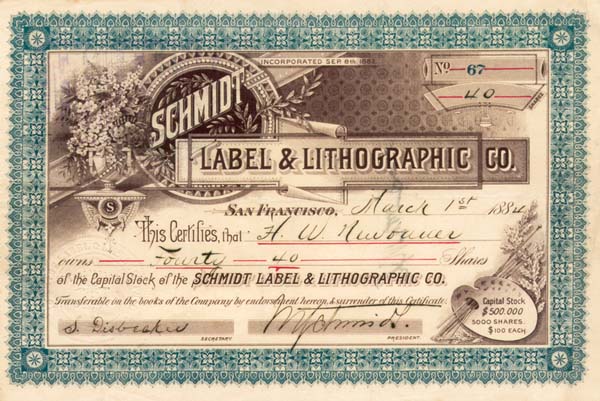 INCORPORATED SEP. 8th. 1882.
No 67
40
SHARES
SCHMIDT
LABEL & LITHOGRAPHIC CO.
San Francisco, March 1st 1884
S
This Certifies, that H. W.
owns Fourty 40 Shares
of the Capital Stock of the SCHMIDT LABEL & LITHOGRAPHIC CO.
Transferable on the books of the Company by endorsement hereon, & surrender of this Certificate.
Capital Stock
$500.000
5000 SHARES.
$100 EACH.
S.
SECRETARY
PRESIDENT.